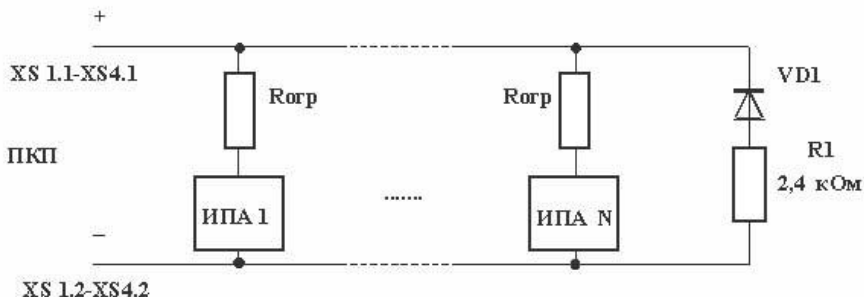 +
XS 1.1-XS4.1
Rогр
Rогр
VD1
ПКП
R1
2,4 кОм
ИПА 1
.......
ИПА N
–
XS 1.2-XS4.2